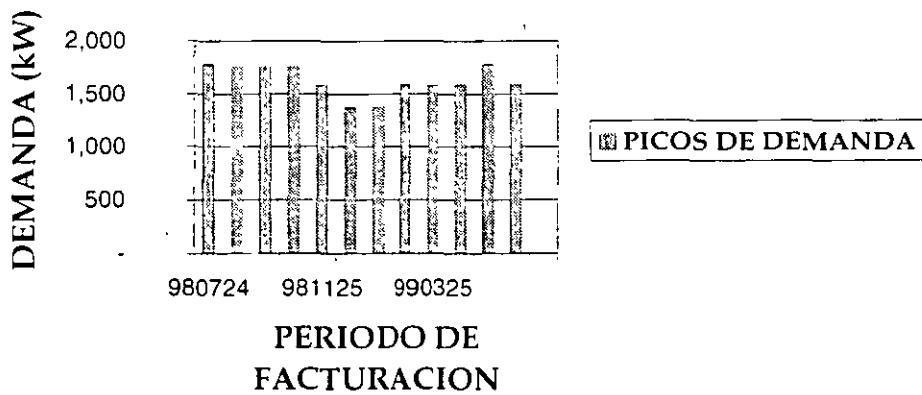 DEMANDA (kW)
2,000
1,500
1,000
500
-
980724 981125 990325
PERIODO DE
FACTURACION
PICOS DE DEMANDA